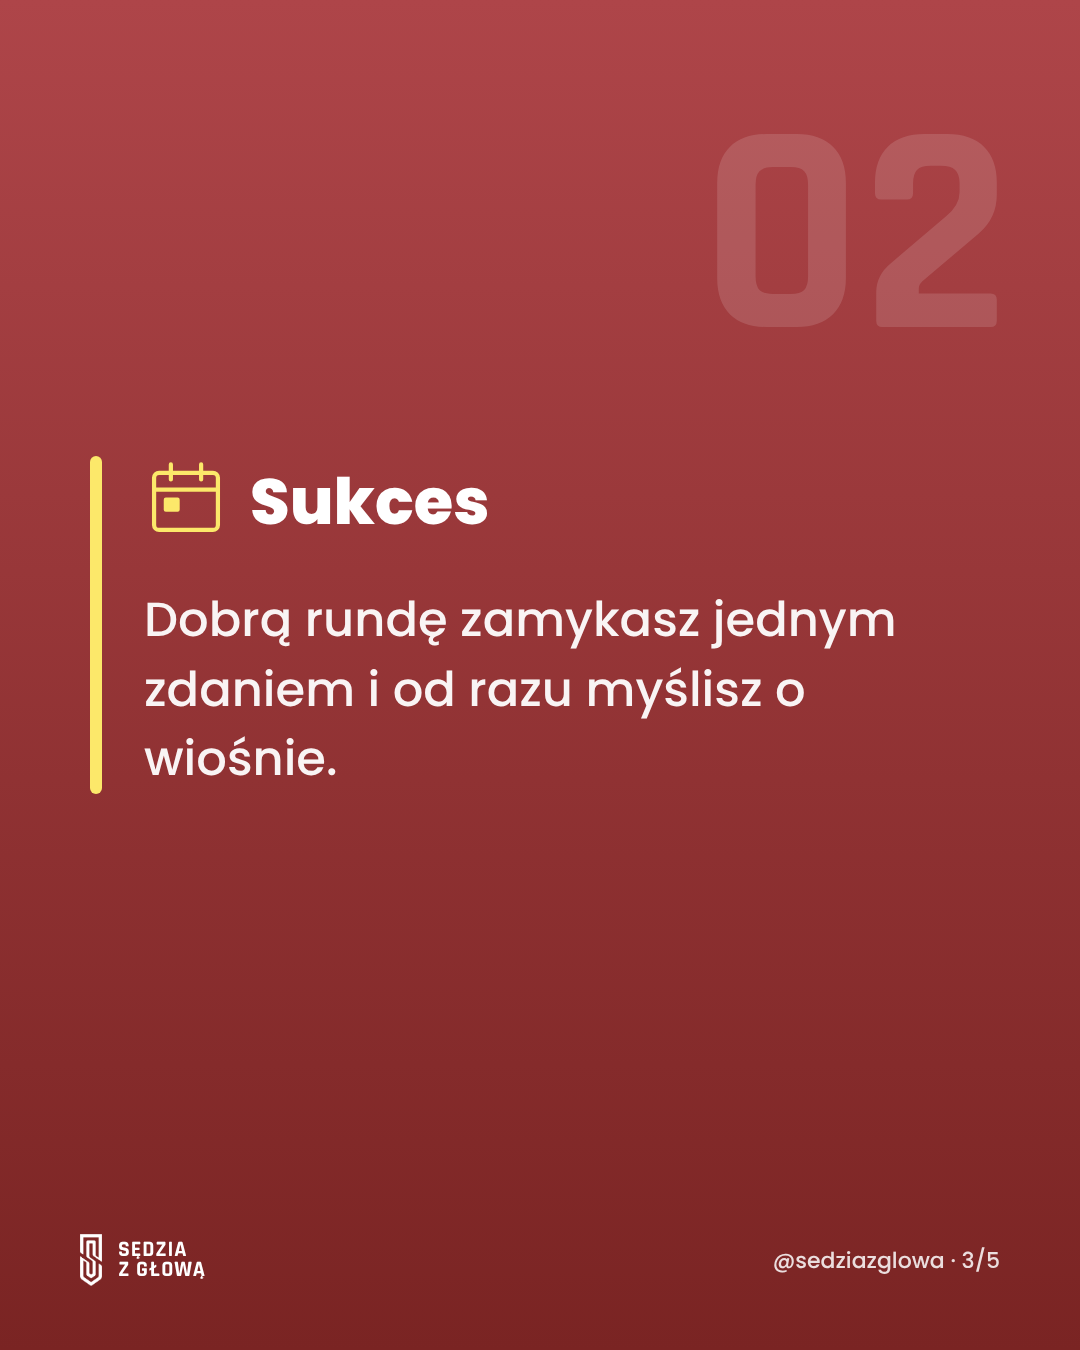 02
Sukces
Dobrą rundę zamykasz jednym
zdaniem i od razu myślisz o
wiośnie.
SĘDZIA
Z GŁOWĄ
@sedziazglowa · 3/5